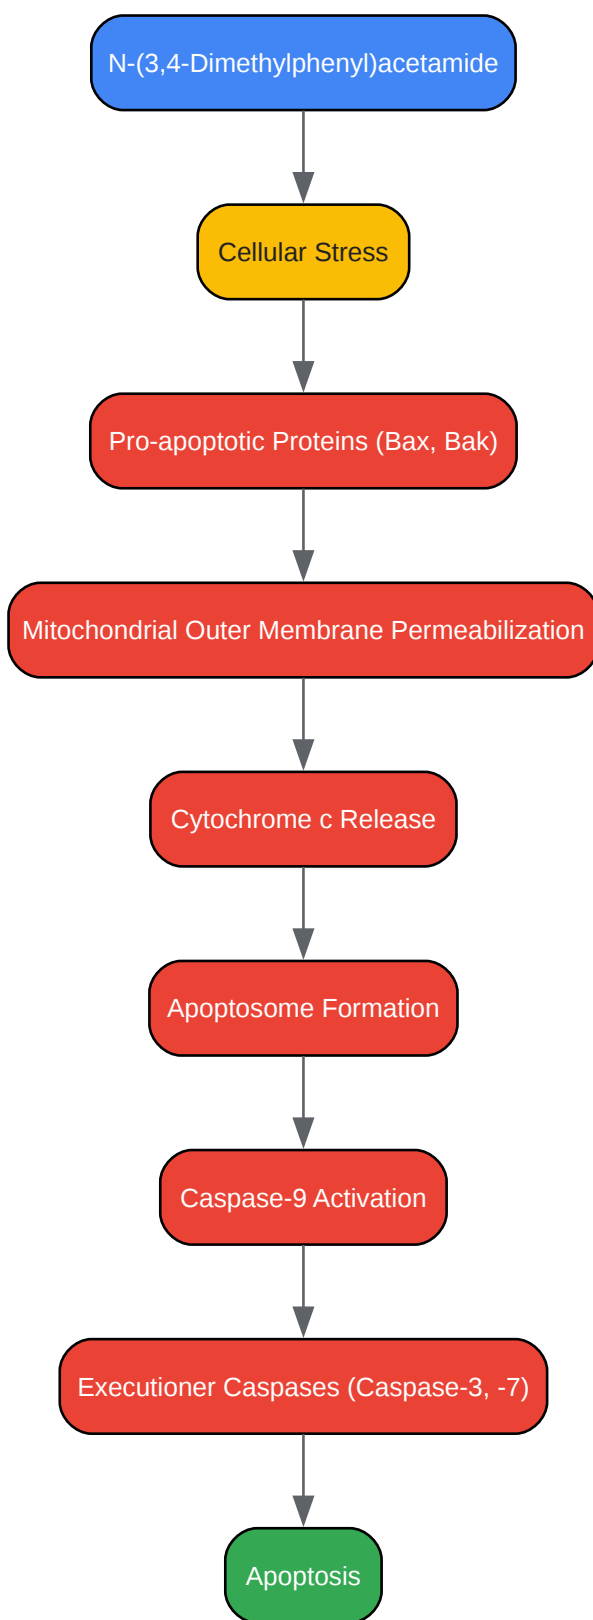 N-(3,4-Dimethylphenyl)acetamide
Cellular Stress
Pro-apoptotic Proteins (Bax, Bak)
Mitochondrial Outer Membrane Permeabilization
Cytochrome c Release
Apoptosome Formation
Caspase-9 Activation
Executioner Caspases (Caspase-3, -7)
Apoptosis